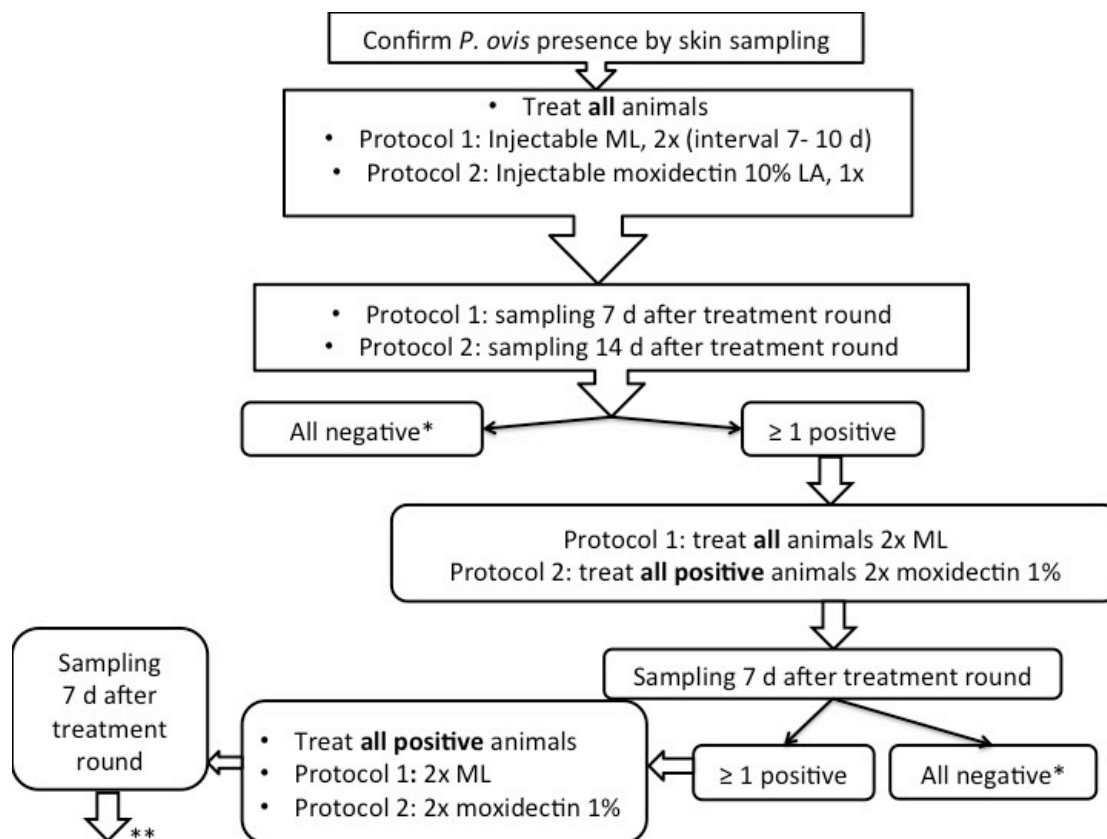 Confirm P. ovis presence by skin sampling
• Treat all animals
• Protocol 1: Injectable ML, 2x (interval 7- 10 d)
• Protocol 2: Injectable moxidectin 10% LA, 1x
• Protocol 1: sampling 7 d after treatment round
• Protocol 2: sampling 14 d after treatment round
All negative*
≥ 1 positive
Protocol 1: treat all animals 2x ML
Protocol 2: treat all positive animals 2x moxidectin 1%
Sampling 7 d after treatment round
≥ 1 positive
All negative*
• Treat all positive animals
• Protocol 1: 2x ML
• Protocol 2: 2x moxidectin 1%
Sampling
7 d after
treatment
round
**